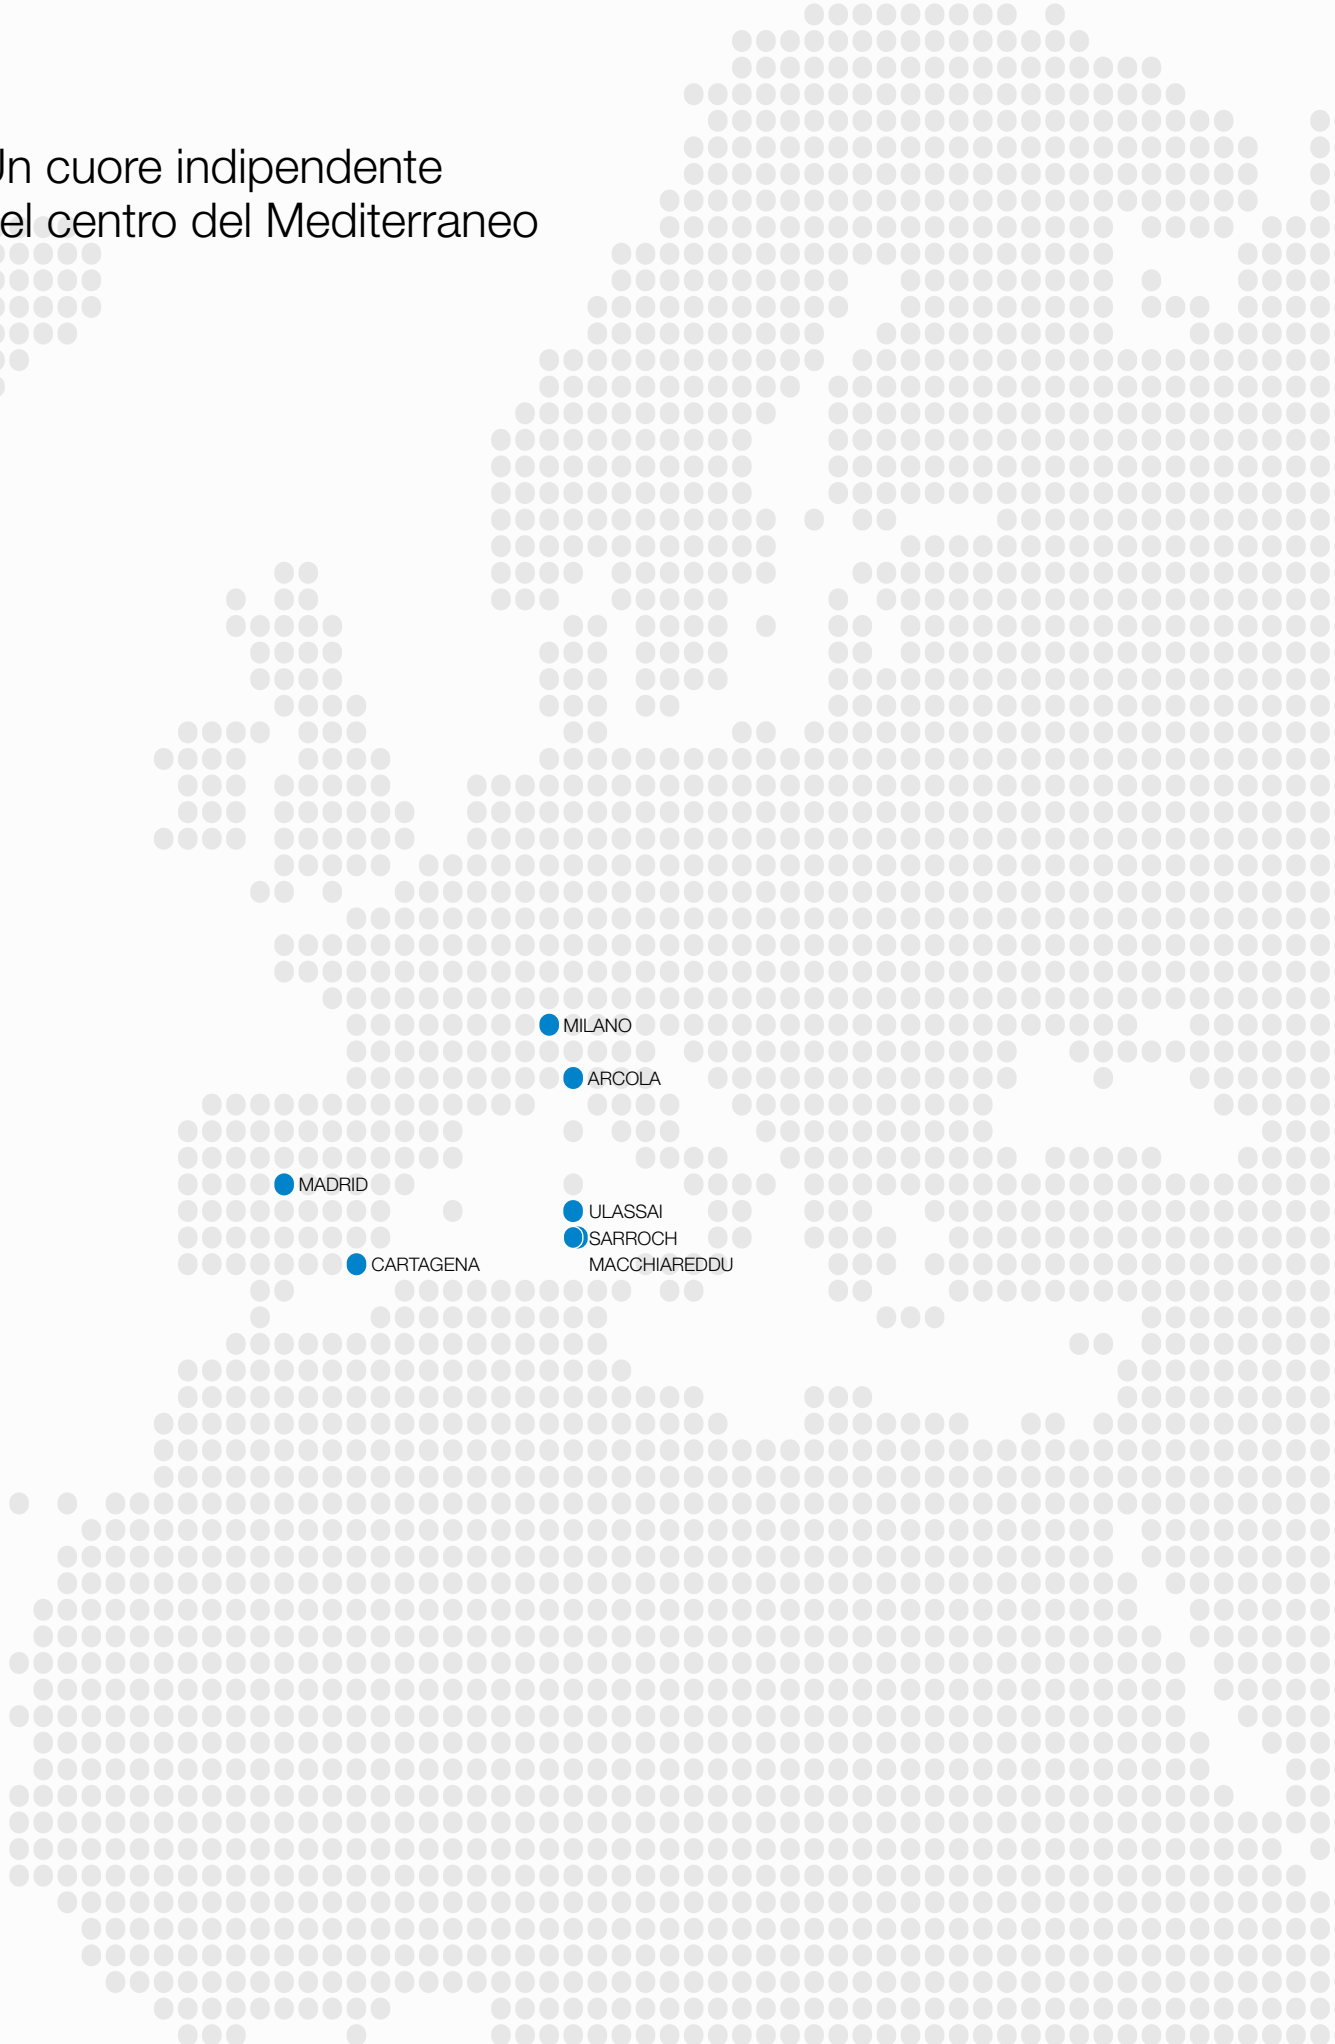 Un cuore indipendente
el centro del Mediterraneo
MILANO
ARCOLA
MADRID
ULASSAI
SARROCH
CARTAGENA
MACCHIAREDDU